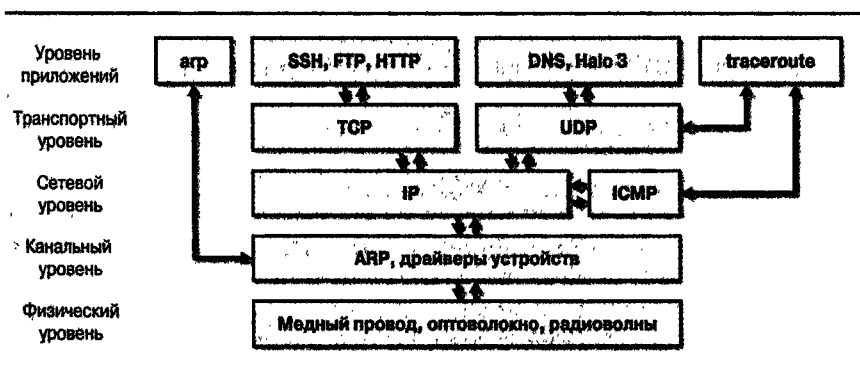 Уровень
приложений
arp
SSH, FTP, HTTP
DNS, Halo 3
traceroute
Транспортный
уровень
TCP
UDP
Сетевой
уровень
IP
ICMP
Канальный
уровень
ARP, драйверы устройств
Физический
уровень
Медный провод, оптоволокно, радиоволны